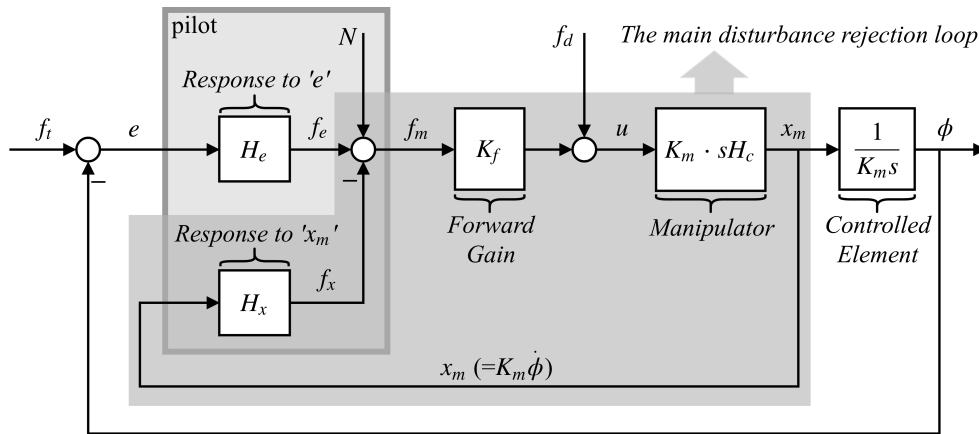 pilot
N
f_d
The main disturbance rejection loop
Response to 'e'
f_t
e
H_e
f_e
f_m
K_f
u
K_m · sH_c
x_m
1
K_m s
ϕ
−
−
Response to 'x_m'
Forward
Gain
Manipulator
Controlled
Element
H_x
f_x
x_m (=K_m ϕ̇)